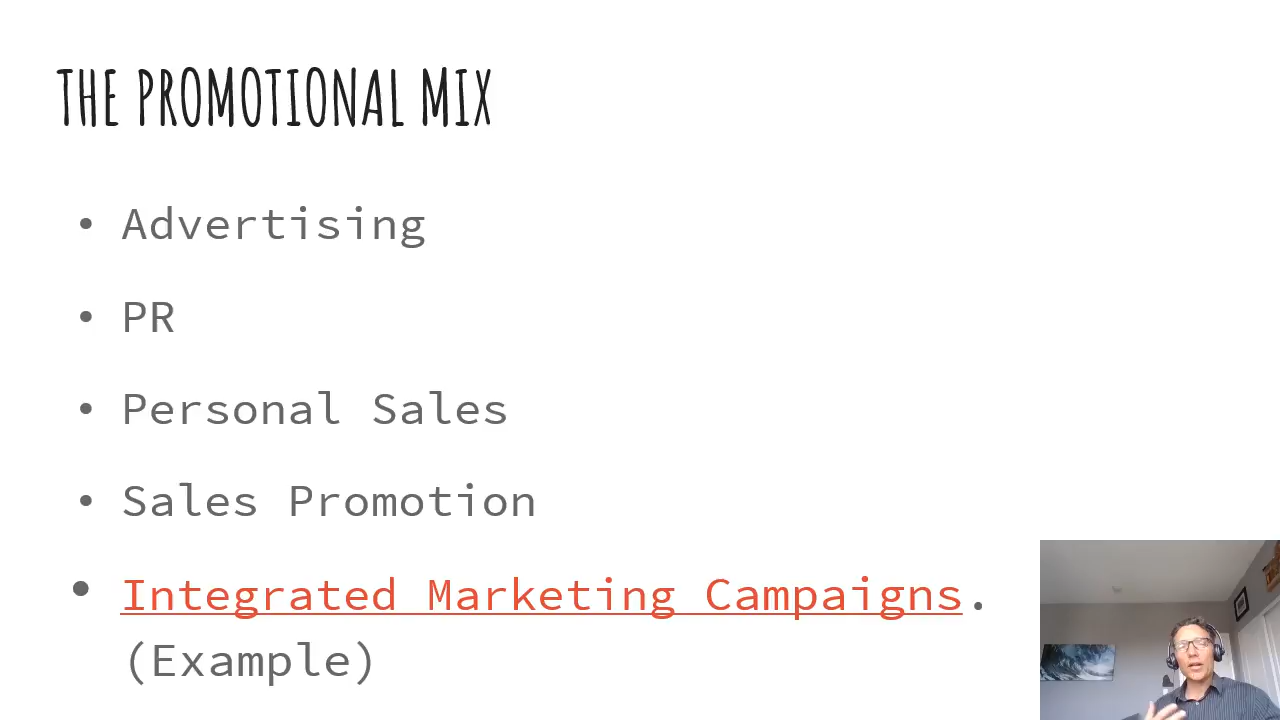 THE PROMOTIONAL MIX
• Advertising
• PR
• Personal Sales
• Sales Promotion
• Integrated Marketing Campaigns.
(Example)